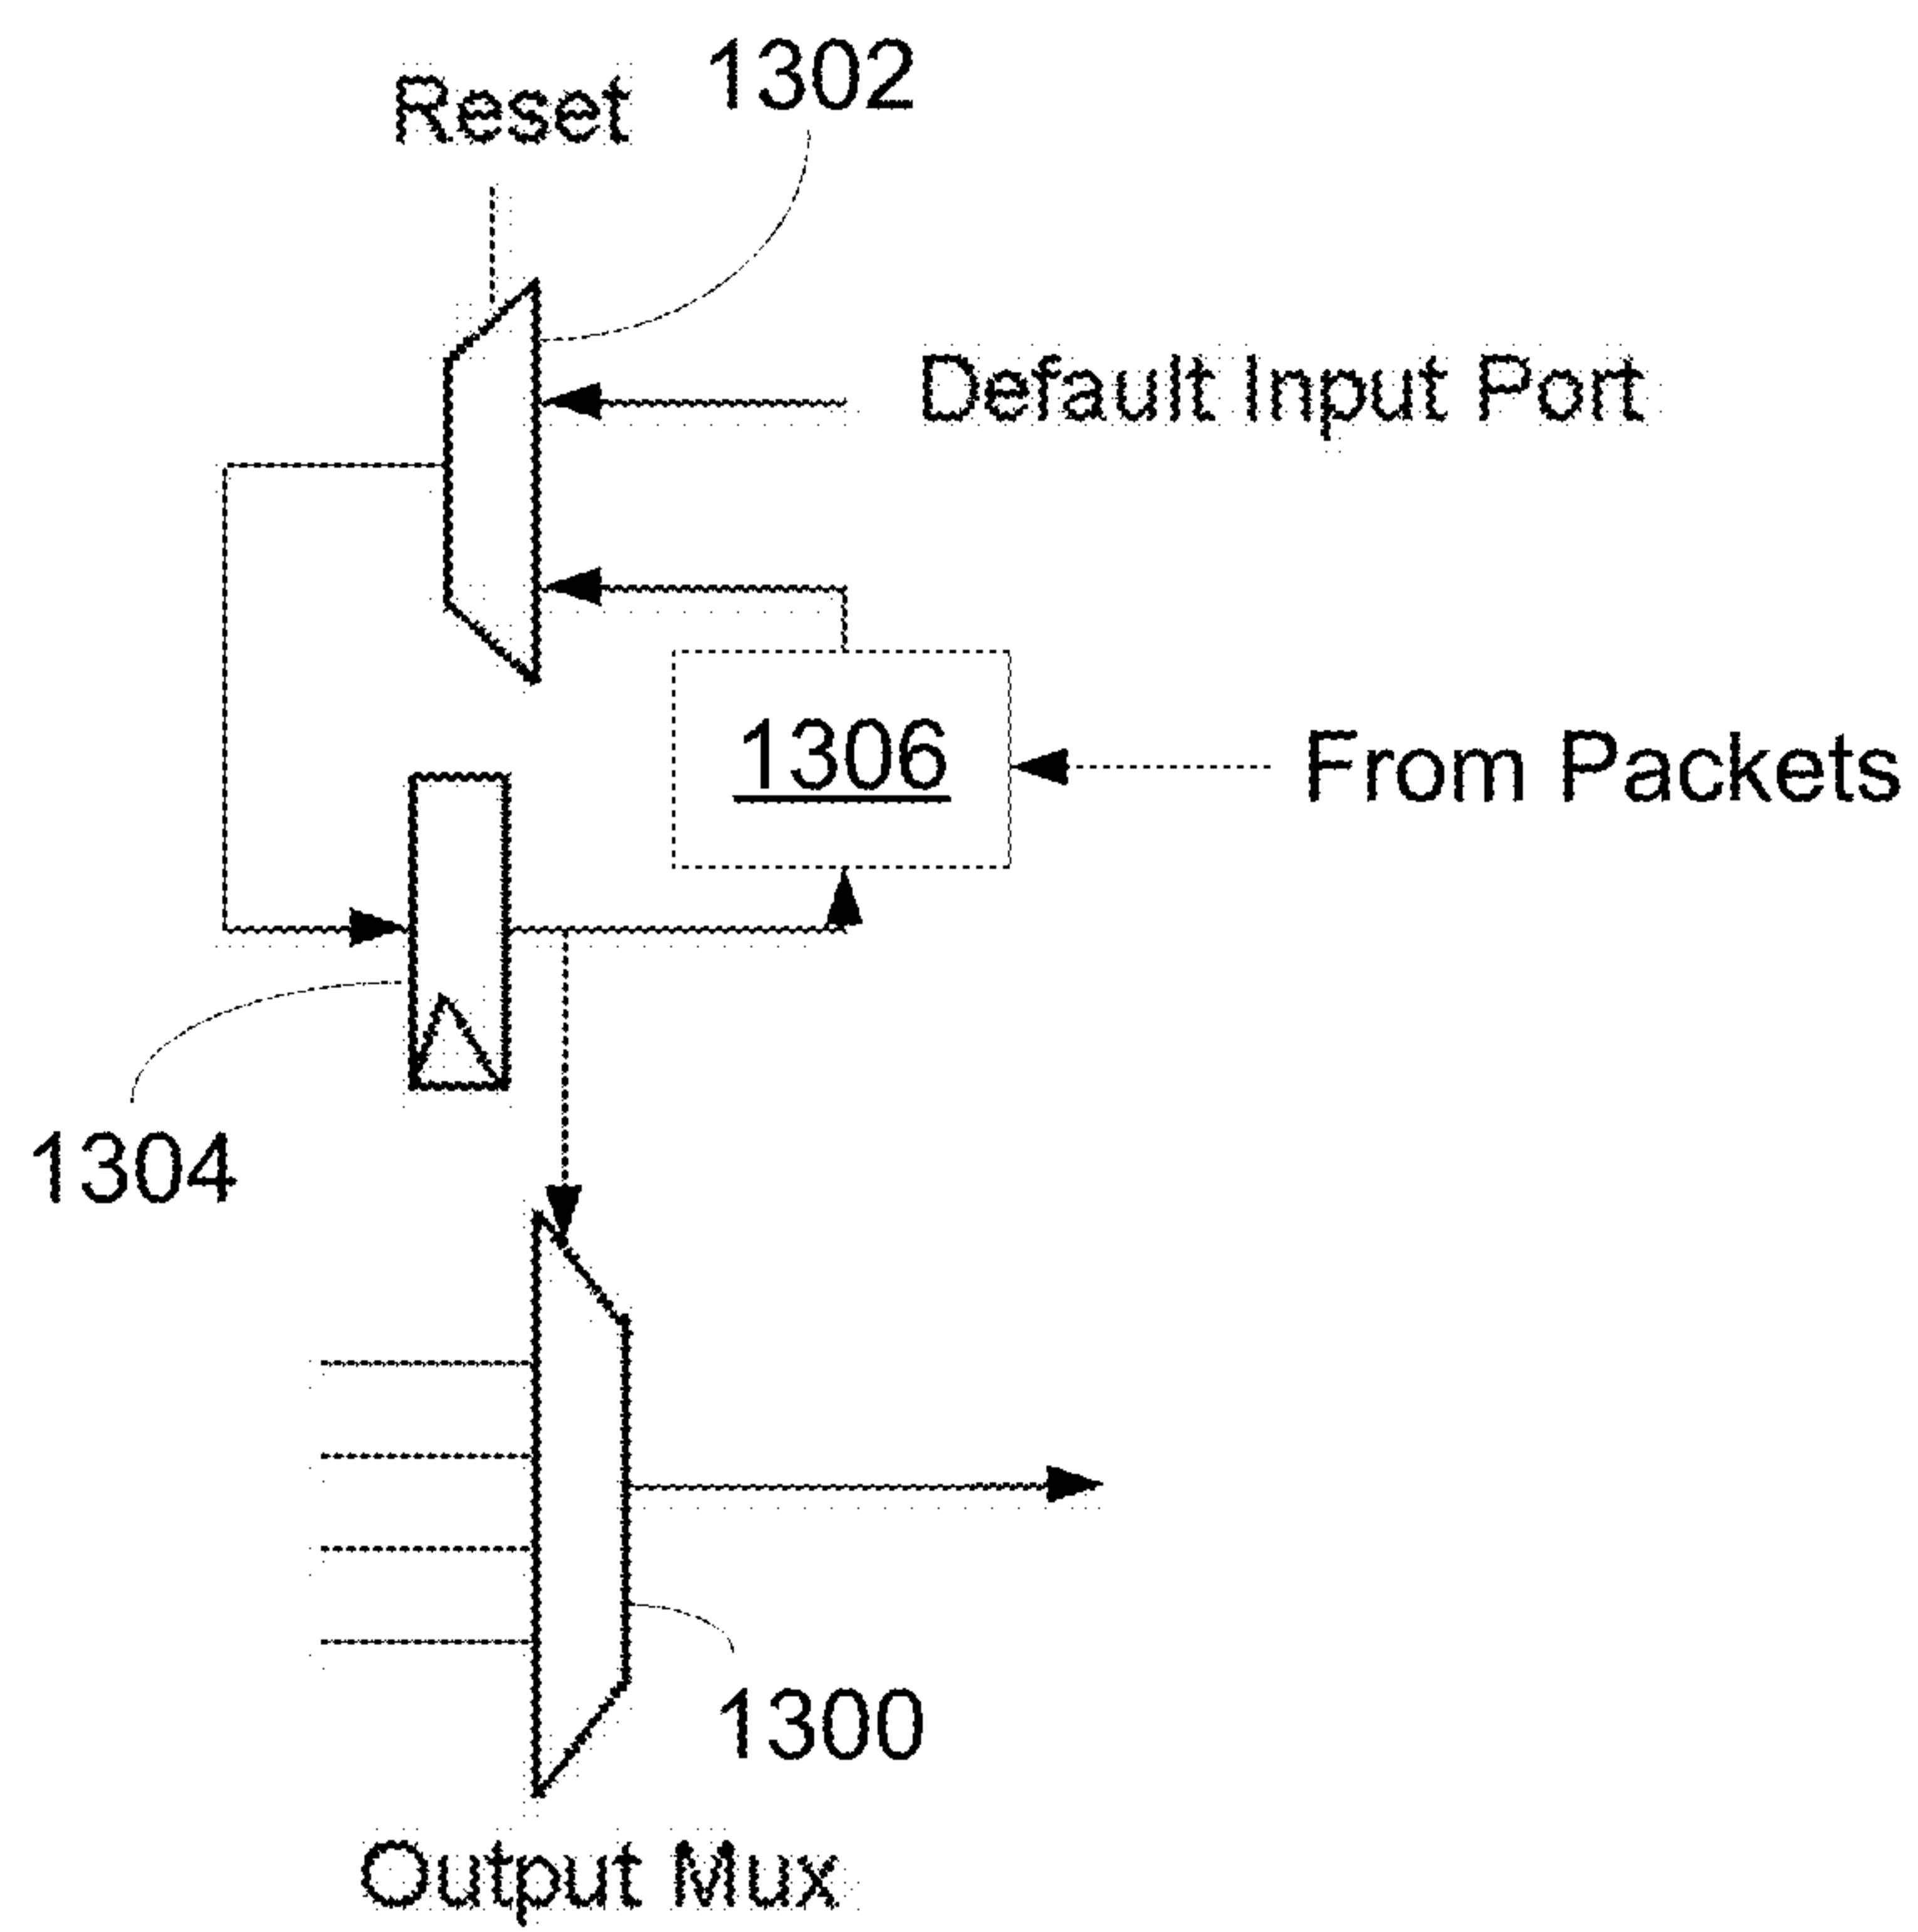 Reset
1302
Default Input Port
1306
From Packets
1304
1300
Output Mux